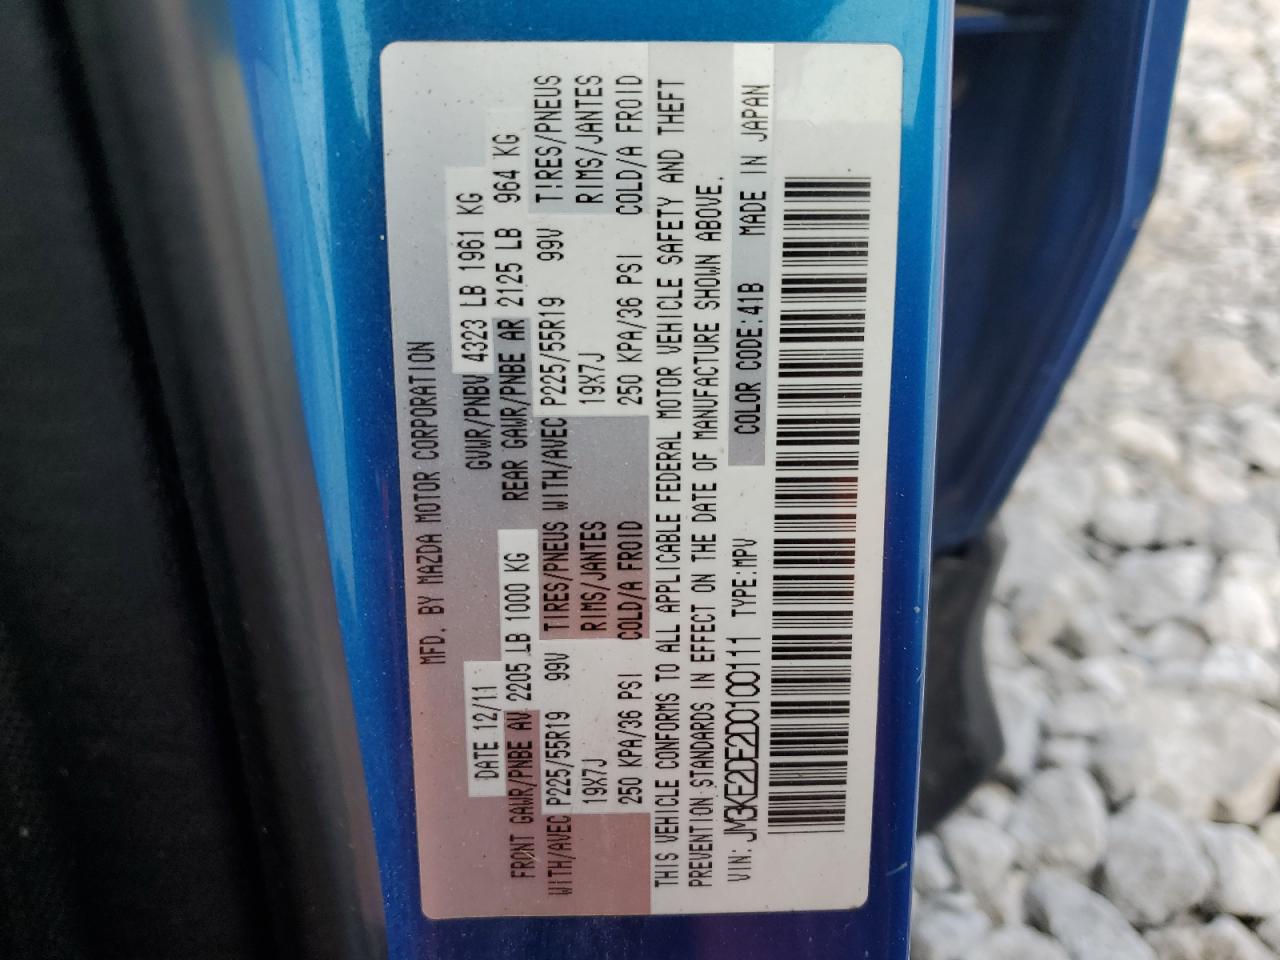 MFD. BY MAZDA MOTOR CORPORATION
DATE 12/11 GVWR/PNBV 4323 LB 1961 KG
FRONT GAWR/PNBE AV 2205 LB 1000 KG REAR GAWR/PNBE AR 2125 LB 964 KG
WITH/AVEC P225/55R19 99V TIRES/PNEUS WITH/AVEC P225/55R19 99V TIRES/PNEUS
19X7J RIMS/JANTES 19X7J RIMS/JANTES
250 KPA/36 PSI COLD/A FROID 250 KPA/36 PSI COLD/A FROID
THIS VEHICLE CONFORMS TO ALL APPLICABLE FEDERAL MOTOR VEHICLE SAFETY AND THEFT
PREVENTION STANDARDS IN EFFECT ON THE DATE OF MANUFACTURE SHOWN ABOVE.
VIN: JM3KE2DE2D0100111 TYPE:MPV COLOR CODE:41B MADE IN JAPAN